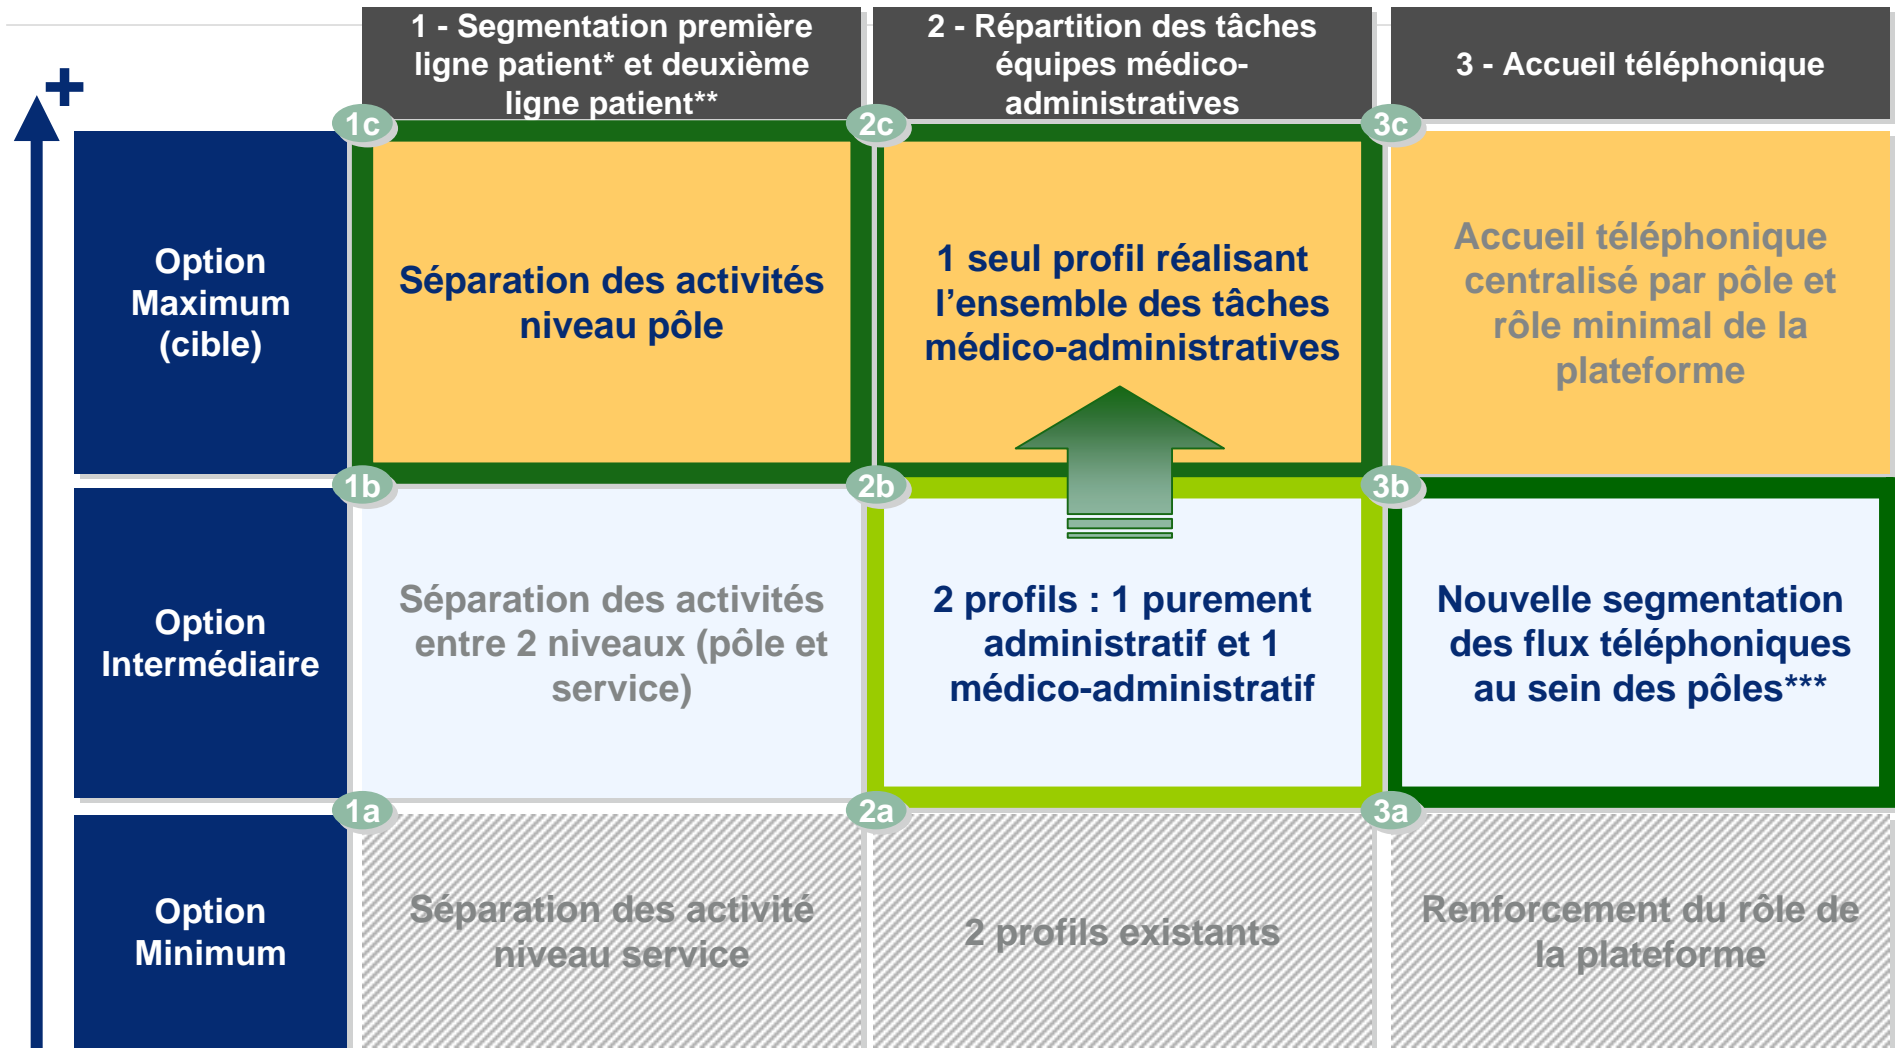 1 - Segmentation première
ligne patient* et deuxième
ligne patient**
2 - Répartition des tâches
équipes médico-
administratives
3 - Accueil téléphonique
+
1c
2c
3c
Option
Maximum
(cible)
Séparation des activités
niveau pôle
1 seul profil réalisant
l’ensemble des tâches
médico-administratives
Accueil téléphonique
centralisé par pôle et
rôle minimal de la
plateforme
1b
2b
3b
Option
Intermédiaire
Séparation des activités
entre 2 niveaux (pôle et
service)
2 profils : 1 purement
administratif et 1
médico-administratif
Nouvelle segmentation
des flux téléphoniques
au sein des pôles***
1a
2a
3a
Option
Minimum
Séparation des activité
niveau service
2 profils existants
Renforcement du rôle de
la plateforme